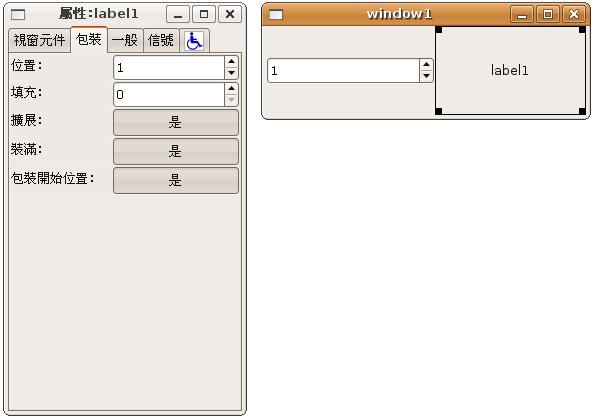 屬性:label1
視窗元件 包裝 一般 信號
位置: 1
填充: 0
擴展: 是
裝滿: 是
包裝開始位置: 是
window1
1
label1